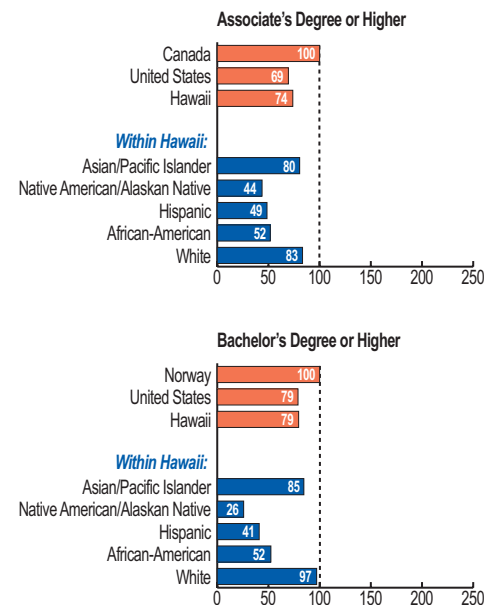 Associate's Degree or Higher
Canada 100
United States 69
Hawaii 74
Within Hawaii:
Asian/Pacific Islander 80
Native American/Alaskan Native 44
Hispanic 49
African-American 52
White 83
0 50 100 150 200 250
Bachelor's Degree or Higher
Norway 100
United States 79
Hawaii 79
Within Hawaii:
Asian/Pacific Islander 85
Native American/Alaskan Native 26
Hispanic 41
African-American 52
White 97
0 50 100 150 200 250